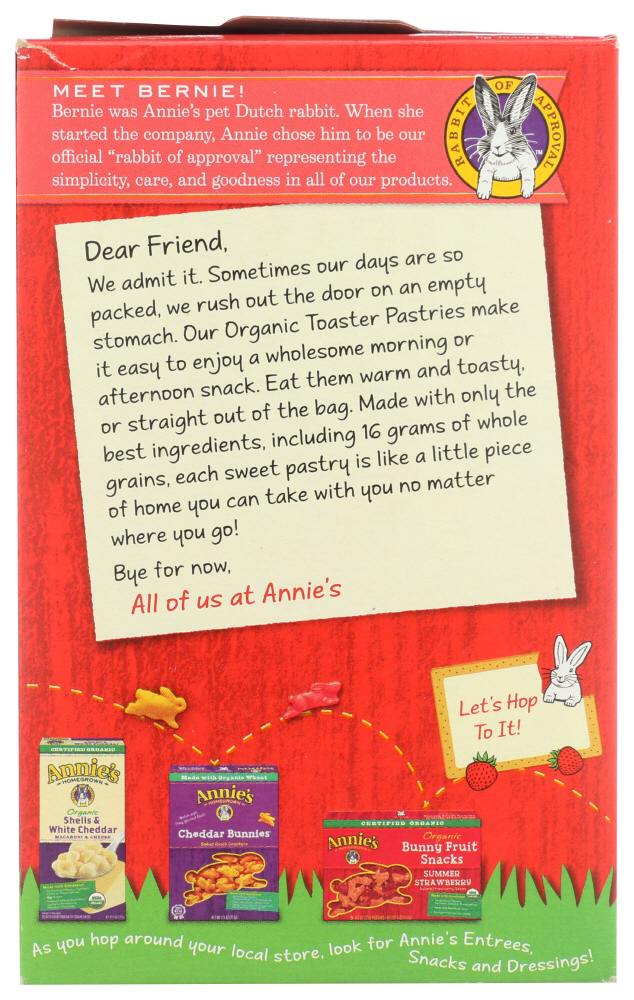 MEET BERNIE!
Bernie was Annie's pet Dutch rabbit. When she
started the company, Annie chose him to be our
official "rabbit of approval" representing the
simplicity, care, and goodness in all of our products.
RABBIT OF APPROVAL
TM
Dear Friend,
We admit it. Sometimes our days are so
packed, we rush out the door on an empty
stomach. Our Organic Toaster Pastries make
it easy to enjoy a wholesome morning or
afternoon snack. Eat them warm and toasty,
or straight out of the bag. Made with only the
best ingredients, including 16 grams of whole
grains, each sweet pastry is like a little piece
of home you can take with you no matter
where you go!
Bye for now,
All of us at Annie's
Let's Hop
To It!
CERTIFIED ORGANIC
Annie's
HOMEGROWN
Organic
Shells &
White Cheddar
MACARONI & CHEESE
Made with Organic Wheat
Annie's
HOMEGROWN
Cheddar Bunnies
Baked Snack Crackers
CERTIFIED ORGANIC
Annie's
HOMEGROWN
Organic
Bunny Fruit
Snacks
SUMMER
STRAWBERRY
As you hop around your local store, look for Annie's Entrees,
Snacks and Dressings!